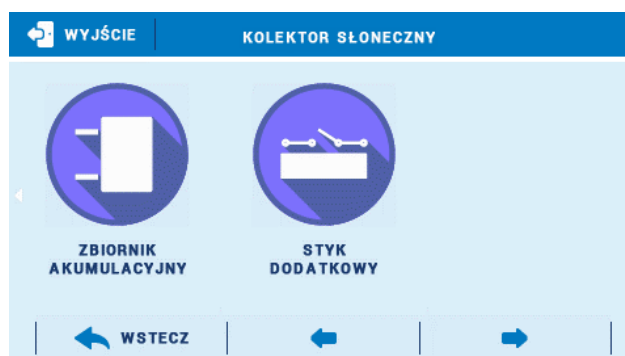 WYJŚCIE
KOLEKTOR SŁONECZNY
ZBIORNIK
AKUMULACYJNY
STYK
DODATKOWY
WSTECZ